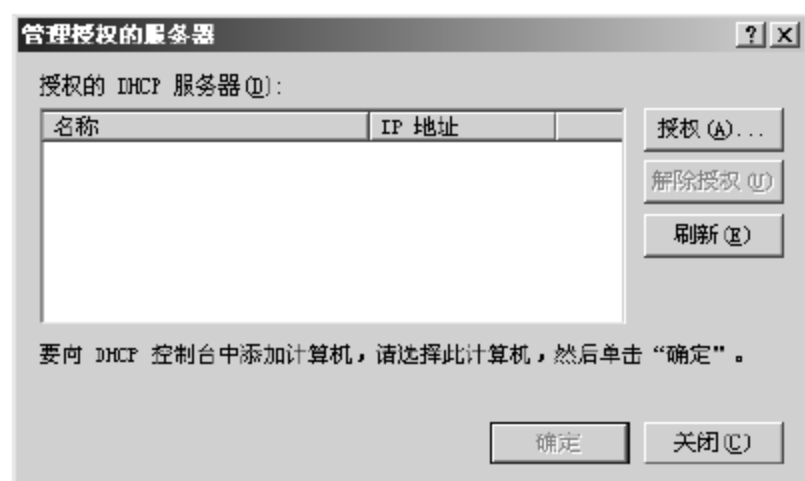 管理授权的服务器
授权的 DHCP 服务器(D):
名称 IP 地址
授权(A)...
解除授权(U)
刷新(E)
要向 DHCP 控制台中添加计算机，请选择此计算机，然后单击“确定”。
确定 关闭(C)